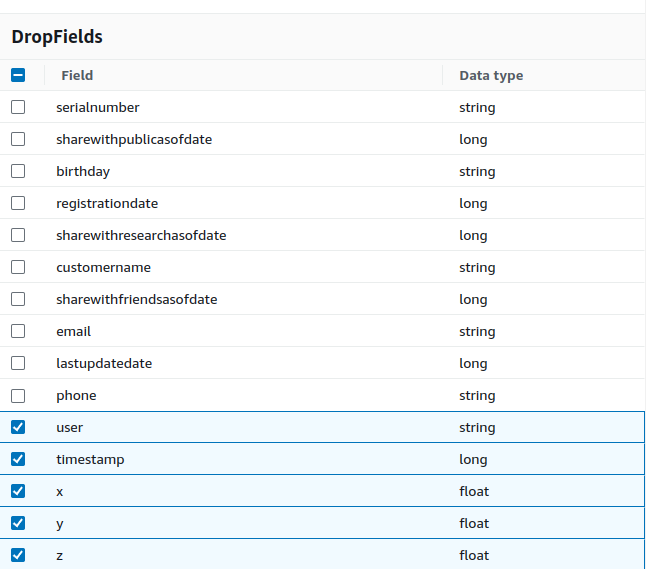 DropFields
Field Data type
serialnumber string
sharewithpublicasofdate long
birthday string
registrationdate long
sharewithresearchasofdate long
customername string
sharewithfriendsasofdate long
email string
lastupdatedate long
phone string
user string
timestamp long
x float
y float
z float